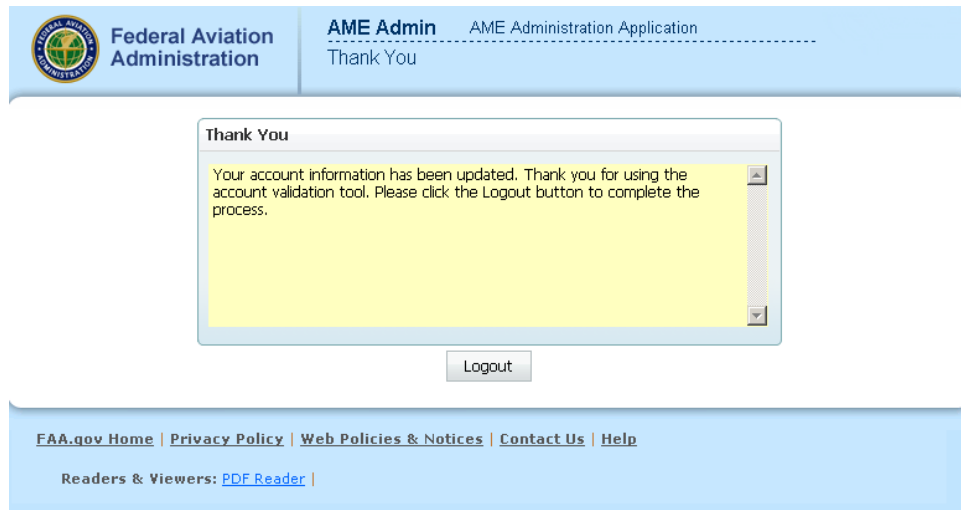 Federal Aviation
Administration
AME Admin AME Administration Application
Thank You
Thank You
Your account information has been updated. Thank you for using the
account validation tool. Please click the Logout button to complete the
process.
Logout
FAA.gov Home | Privacy Policy | Web Policies & Notices | Contact Us | Help
Readers & Viewers: PDF Reader |